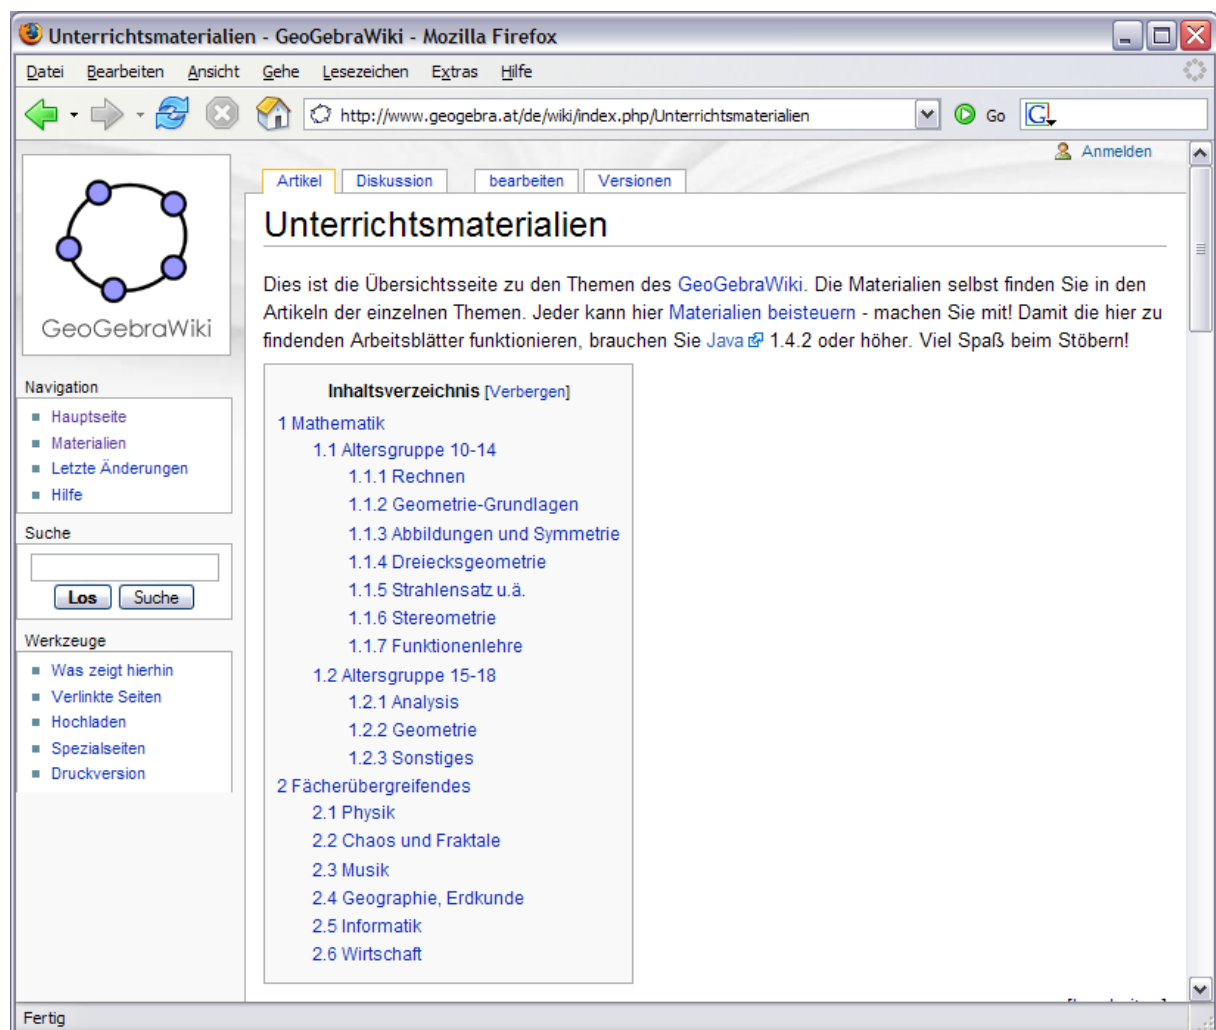 Unterrichtsmaterialien - GeoGebraWiki - Mozilla Firefox
Datei Bearbeiten Ansicht Gehe Lesezeichen Extras Hilfe
http://www.geogebra.at/de/wiki/index.php/Unterrichtsmaterialien Go G
Anmelden
Artikel Diskussion bearbeiten Versionen
GeoGebraWiki
Navigation
Hauptseite
Materialien
Letzte Änderungen
Hilfe
Suche
Los Suche
Werkzeuge
Was zeigt hierhin
Verlinkte Seiten
Hochladen
Spezialseiten
Druckversion
Unterrichtsmaterialien
Dies ist die Übersichtsseite zu den Themen des GeoGebraWiki. Die Materialien selbst finden Sie in den
Artikeln der einzelnen Themen. Jeder kann hier Materialien beisteuern - machen Sie mit! Damit die hier zu
findenden Arbeitsblätter funktionieren, brauchen Sie Java 1.4.2 oder höher. Viel Spaß beim Stöbern!
Inhaltsverzeichnis [Verbergen]
1 Mathematik
1.1 Altersgruppe 10-14
1.1.1 Rechnen
1.1.2 Geometrie-Grundlagen
1.1.3 Abbildungen und Symmetrie
1.1.4 Dreiecksgeometrie
1.1.5 Strahlensatz u.ä.
1.1.6 Stereometrie
1.1.7 Funktionenlehre
1.2 Altersgruppe 15-18
1.2.1 Analysis
1.2.2 Geometrie
1.2.3 Sonstiges
2 Fächerübergreifendes
2.1 Physik
2.2 Chaos und Fraktale
2.3 Musik
2.4 Geographie, Erdkunde
2.5 Informatik
2.6 Wirtschaft
Fertig